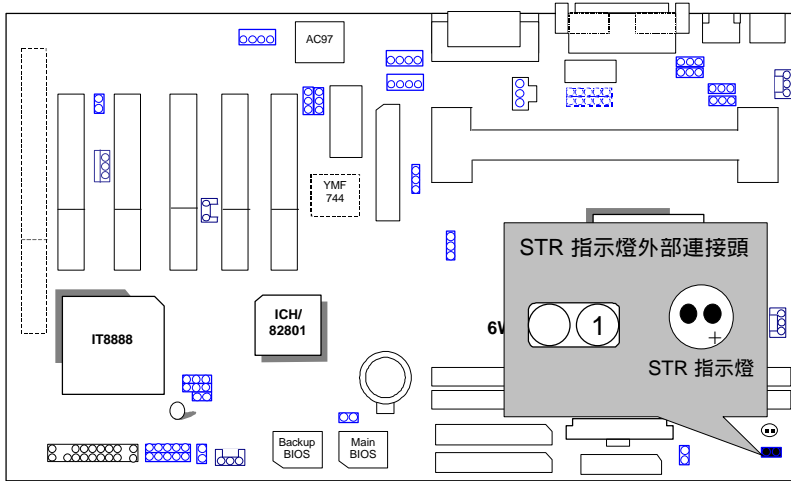 AC97
YMF
744
STR 指示燈外部連接頭
1
+
STR 指示燈
6
IT8888
ICH/
82801
Backup
BIOS
Main
BIOS